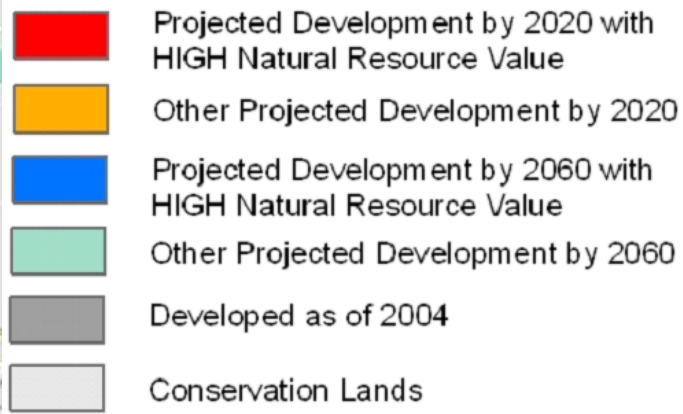 Projected Development by 2020 with
HIGH Natural Resource Value
Other Projected Development by 2020
Projected Development by 2060 with
HIGH Natural Resource Value
Other Projected Development by 2060
Developed as of 2004
Conservation Lands